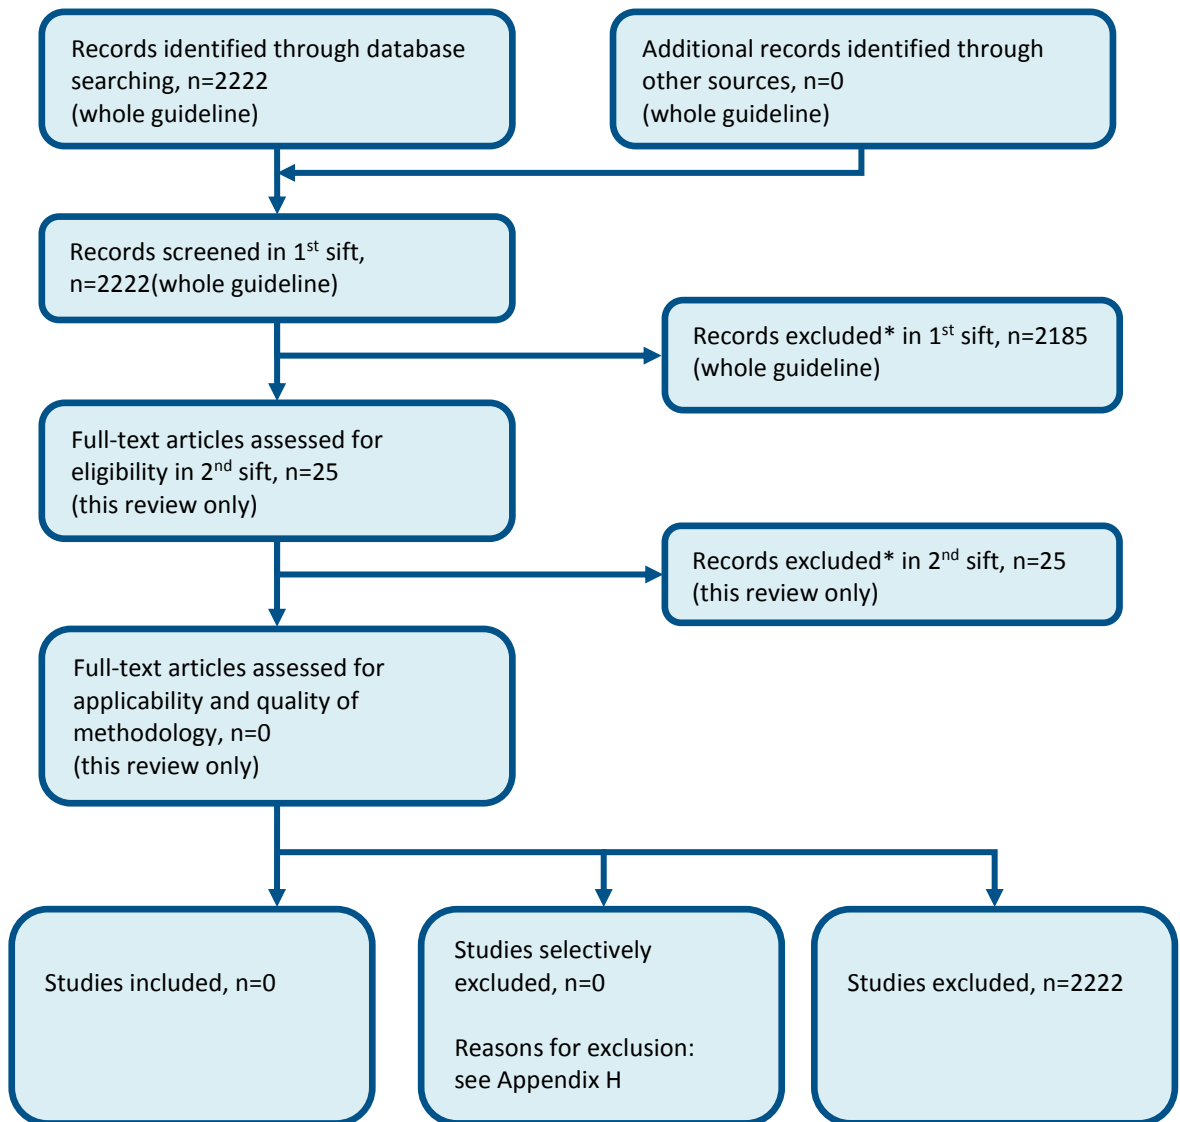 Records identified through database
searching, n=2222
(whole guideline)
Additional records identified through
other sources, n=0
(whole guideline)
Records screened in 1st sift,
n=2222(whole guideline)
Records excluded* in 1st sift, n=2185
(whole guideline)
Full-text articles assessed for
eligibility in 2nd sift, n=25
(this review only)
Records excluded* in 2nd sift, n=25
(this review only)
Full-text articles assessed for
applicability and quality of
methodology, n=0
(this review only)
Studies included, n=0
Studies selectively
excluded, n=0
Reasons for exclusion:
see Appendix H
Studies excluded, n=2222